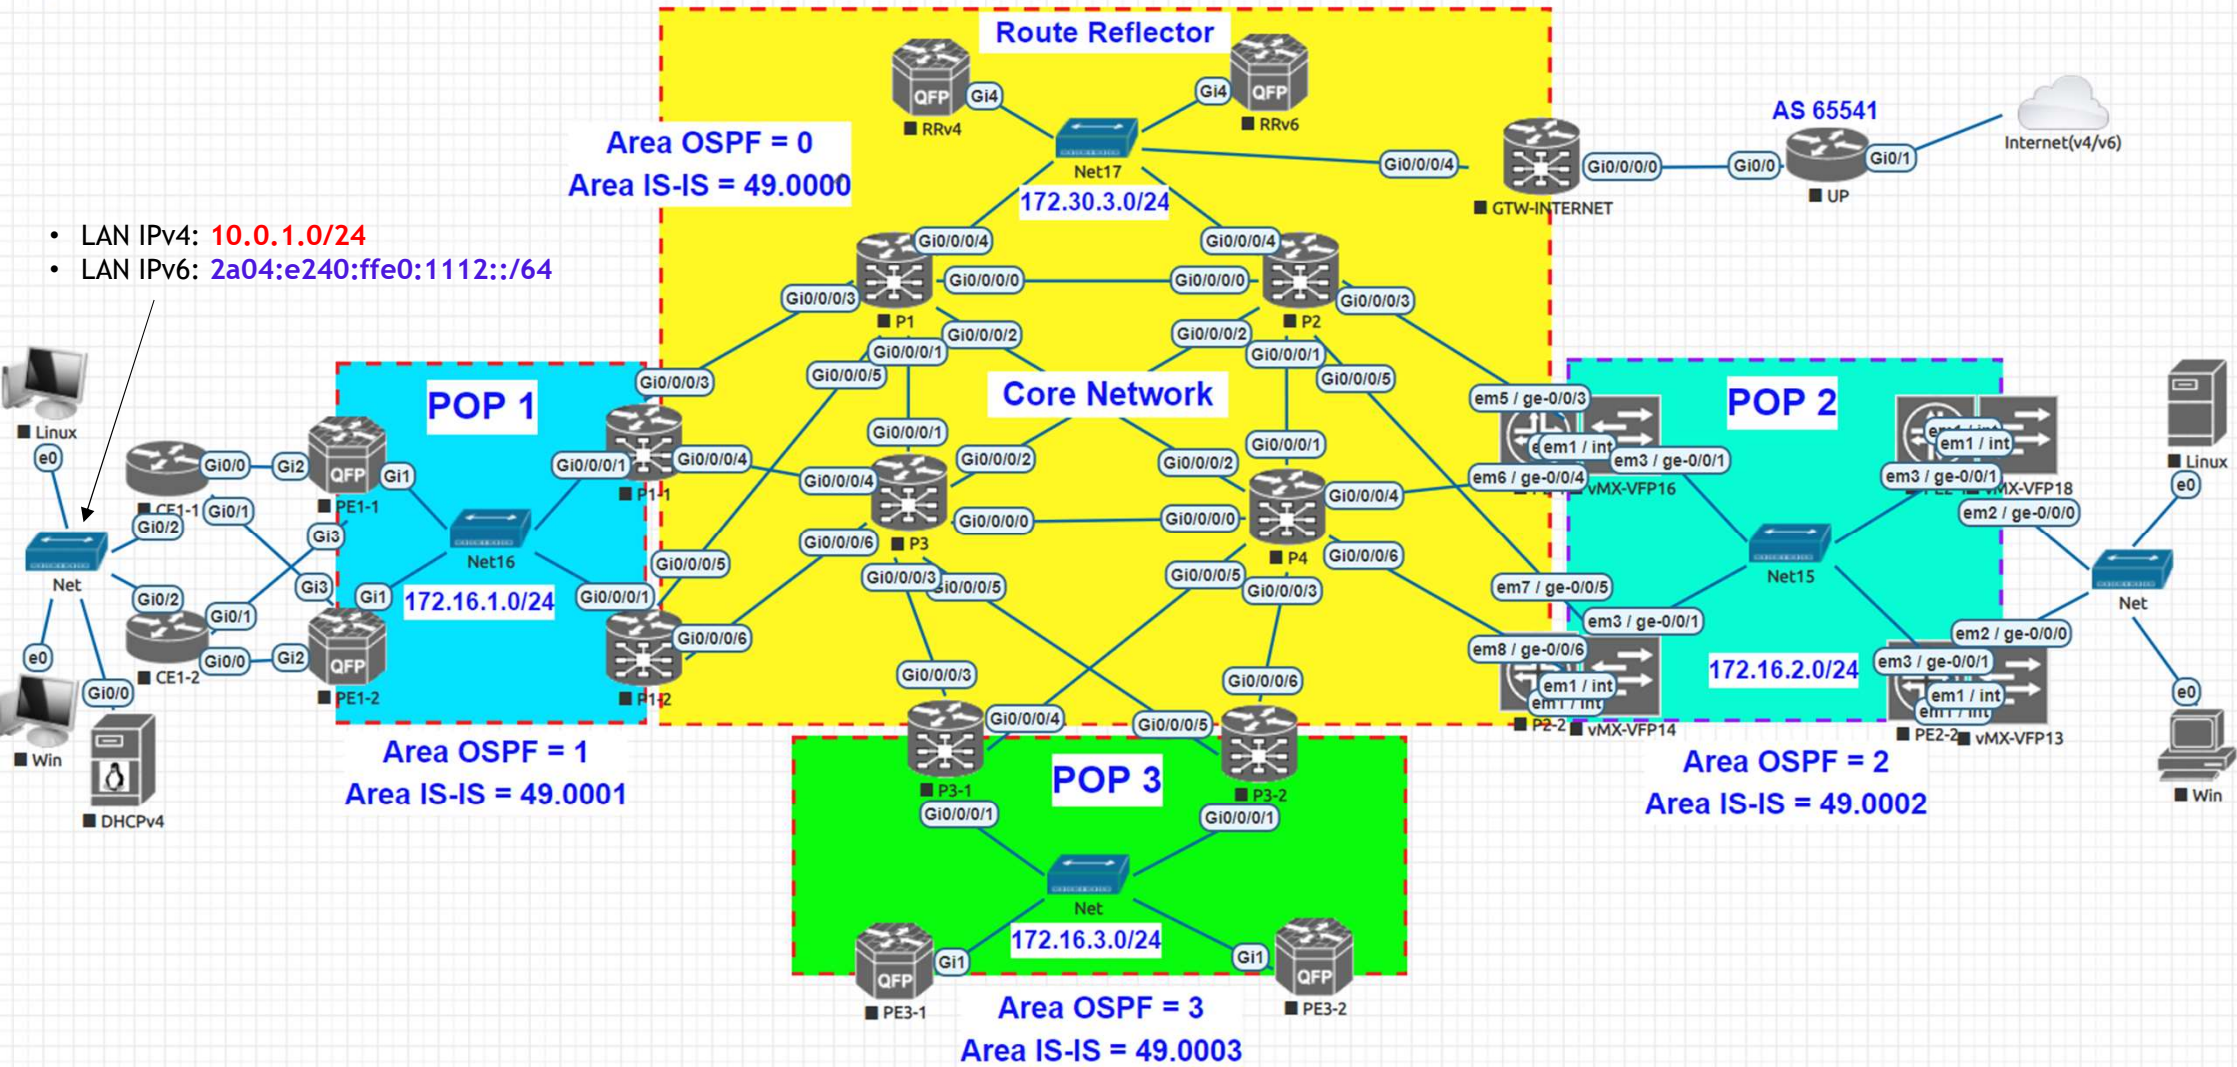 Route Reflector
RRv4
Gi4
Gi4
RRv6
Net17
172.30.3.0/24
Area OSPF = 0
Area IS-IS = 49.0000
Gi0/0/0/4
GTW-INTERNET
Gi0/0/0/0
Gi0/0
AS 65541
UP
Gi0/1
Internet(v4/v6)
• LAN IPv4: 10.0.1.0/24
• LAN IPv6: 2a04:e240:ffe0:1112::/64
Gi0/0/0/4
Gi0/0/0/4
Gi0/0/0/3
P1
Gi0/0/0/0
Gi0/0/0/0
P2
Gi0/0/0/3
Gi0/0/0/2
Gi0/0/0/1
Gi0/0/0/5
Gi0/0/0/2
Gi0/0/0/1
Gi0/0/0/5
Core Network
Gi0/0/0/1
Gi0/0/0/2
Gi0/0/0/4
P3
Gi0/0/0/0
Gi0/0/0/6
Gi0/0/0/3
Gi0/0/0/5
Gi0/0/0/1
Gi0/0/0/2
Gi0/0/0/4
Gi0/0/0/0
P4
Gi0/0/0/6
Gi0/0/0/5
Gi0/0/0/3
Linux
e0
Net
e0
Win
Gi0/0
DHCPv4
CE1-1
Gi0/0
Gi0/1
Gi0/2
Gi0/2
Gi0/1
Gi0/0
CE1-2
POP 1
Gi2
PE1-1
Gi1
Gi3
Gi3
Gi1
Gi2
PE1-2
Net16
172.16.1.0/24
Gi0/0/0/3
Gi0/0/0/1
Gi0/0/0/4
P1-1
Gi0/0/0/5
Gi0/0/0/1
Gi0/0/0/6
P1-2
Area OSPF = 1
Area IS-IS = 49.0001
POP 2
em5 / ge-0/0/3
em1 / int
em3 / ge-0/0/1
em6 / ge-0/0/4
vMX-VFP16
em1 / int
em1 / int
em3 / ge-0/0/1
vMX-VFP18
em2 / ge-0/0/0
Net15
172.16.2.0/24
em7 / ge-0/0/5
em3 / ge-0/0/1
em8 / ge-0/0/6
em1 / int
em1 / int
P2-2
vMX-VFP14
em2 / ge-0/0/0
em3 / ge-0/0/1
em1 / int
em1 / int
PE2-2
vMX-VFP13
Area OSPF = 2
Area IS-IS = 49.0002
Linux
e0
Net
e0
Win
Gi0/0/0/3
Gi0/0/0/4
P3-1
Gi0/0/0/1
Gi0/0/0/6
Gi0/0/0/5
P3-2
Gi0/0/0/1
POP 3
Net
172.16.3.0/24
Gi1
PE3-1
Gi1
PE3-2
Area OSPF = 3
Area IS-IS = 49.0003